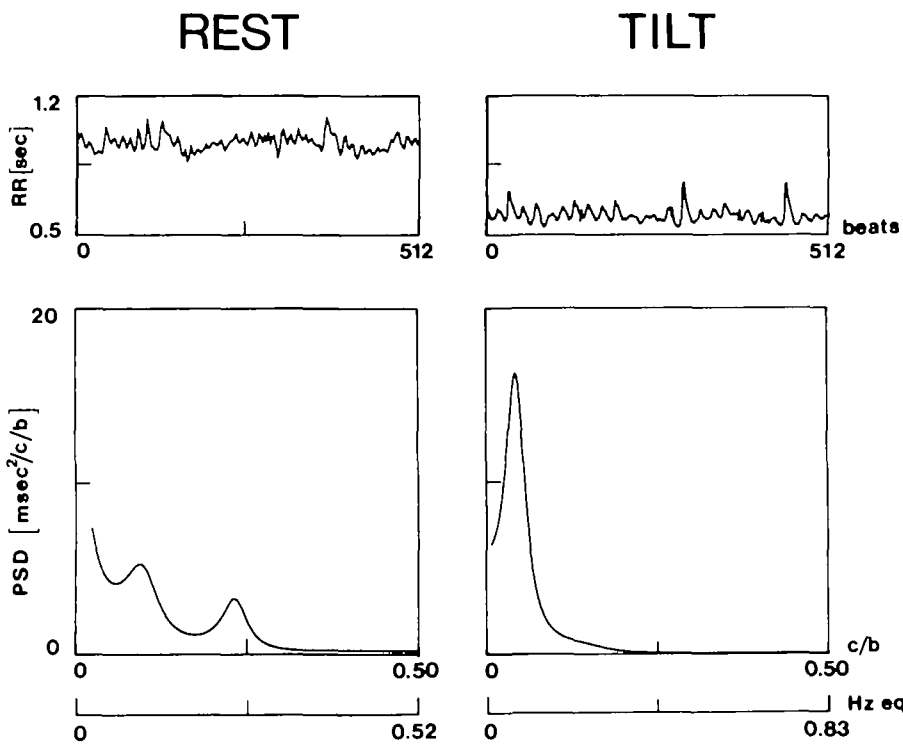 REST TILT
1.2
RR [sec]
0.5
0 512
0 512 beats
20
PSD [msec²/c/b]
0
0 0.50
0 0.50 c/b
0 0.52
0 0.83 Hz eq